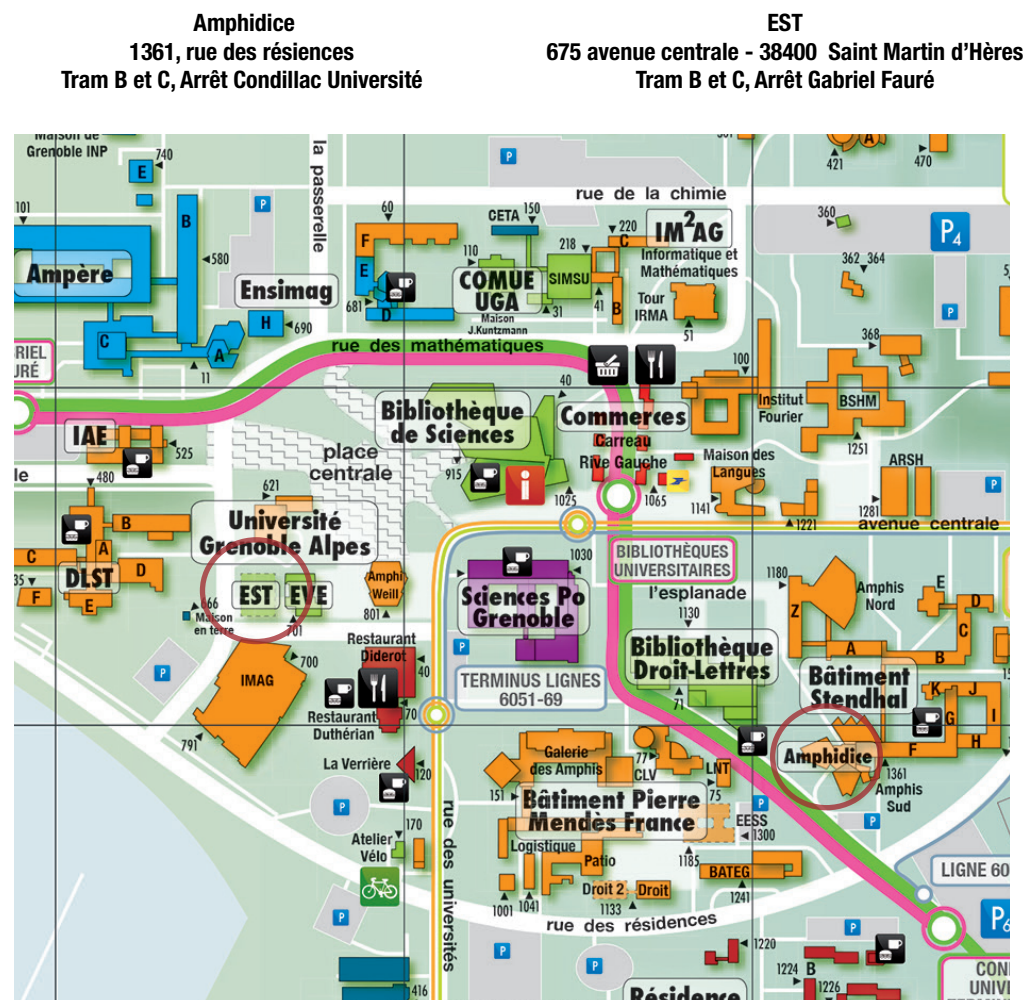 Amphidice
1361, rue des résiences
Tram B et C, Arrêt Condillac Université
EST
675 avenue centrale - 38400 Saint Martin d'Hères
Tram B et C, Arrêt Gabriel Fauré
Maison de
Grenoble INP
740
E
la passerelle
P
421
A
470
rue de la chimie
101
B
P
60
CETA
150
220
IM²AG
360
P4
580
F
110
218
C
Informatique et
Mathématiques
362
364
Ampère
Ensimag
E
COMUE
UGA
SIMSU
41
B
Tour
IRMA
P
H
690
681
D
Maison
J.Kuntzmann
31
51
368
C
A
11
rue des mathématiques
100
RIEL
URÉ
40
Institut
Fourier
BSHM
1251
IAE
525
Bibliothèque
de Sciences
Commerces
Carreau
Rive Gauche
Maison des
Langues
ARSH
le
480
place
centrale
915
i
1025
1065
1141
1221
1281
P
621
avenue centrale
B
A
Université
Grenoble Alpes
1030
BIBLIOTHÈQUES
UNIVERSITAIRES
C
DLST
D
35
F
E
EST
EVE
Amphi
Weill
801
Sciences Po
Grenoble
l'esplanade
1130
1180
Amphis
Nord
E
D
C
Z
666
Maison
en terre
701
P
Restaurant
Diderot
40
P
Bibliothèque
Droit-Lettres
A
B
P
IMAG
700
TERMINUS LIGNES
6051-69
71
Bâtiment
Stendhal
K
J
G
I
791
Restaurant
Duthérian
70
F
H
La Verrière
120
Galerie
des Amphis
77
CLV
LNT
75
Amphidice
1361
Amphis
Sud
P
151
Bâtiment Pierre
Mendès France
P
EESS
1300
P
170
Atelier
Vélo
Logistique
Patio
1185
BATEG
1241
LIGNE 60
rue des universités
1001
1041
Droit 2
Droit
1133
P
rue des résidences
P
P6
P
P
1220
416
1224
B
1226
Résidence
CON
UNIV